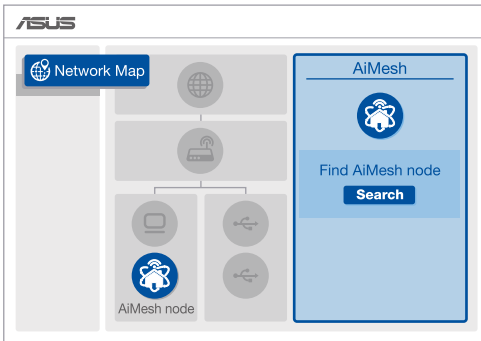 ASUS
Network Map
AiMesh node
AiMesh
Find AiMesh node
Search